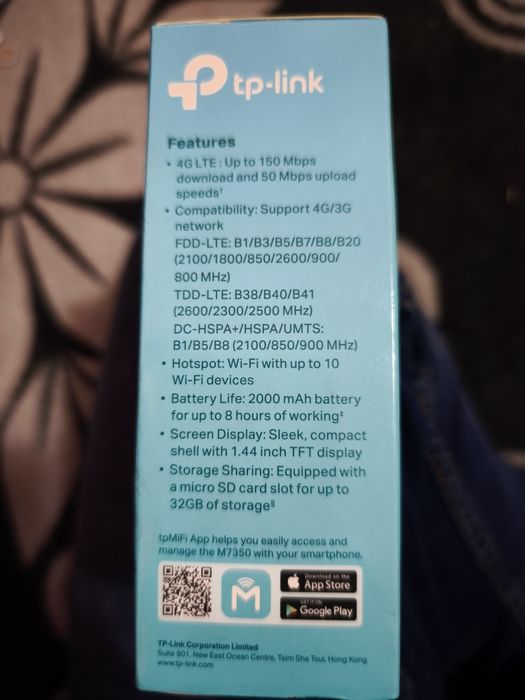 tp-link
Features
• 4G LTE : Up to 150 Mbps
download and 50 Mbps upload
speeds†
• Compatibility: Support 4G/3G
network
FDD-LTE: B1/B3/B5/B7/B8/B20
(2100/1800/850/2600/900/
800 MHz)
TDD-LTE: B38/B40/B41
(2600/2300/2500 MHz)
DC-HSPA+/HSPA/UMTS:
B1/B5/B8 (2100/850/900 MHz)
• Hotspot: Wi-Fi with up to 10
Wi-Fi devices
• Battery Life: 2000 mAh battery
for up to 8 hours of working‡
• Screen Display: Sleek, compact
shell with 1.44 inch TFT display
• Storage Sharing: Equipped with
a micro SD card slot for up to
32GB of storage§
tpMiFi App helps you easily access and
manage the M7350 with your smartphone.
M
Download on the
App Store
GET IT ON
Google Play
TP-Link Corporation Limited
Suite 901, New East Ocean Centre, Tsim Sha Tsui, Hong Kong
www.tp-link.com